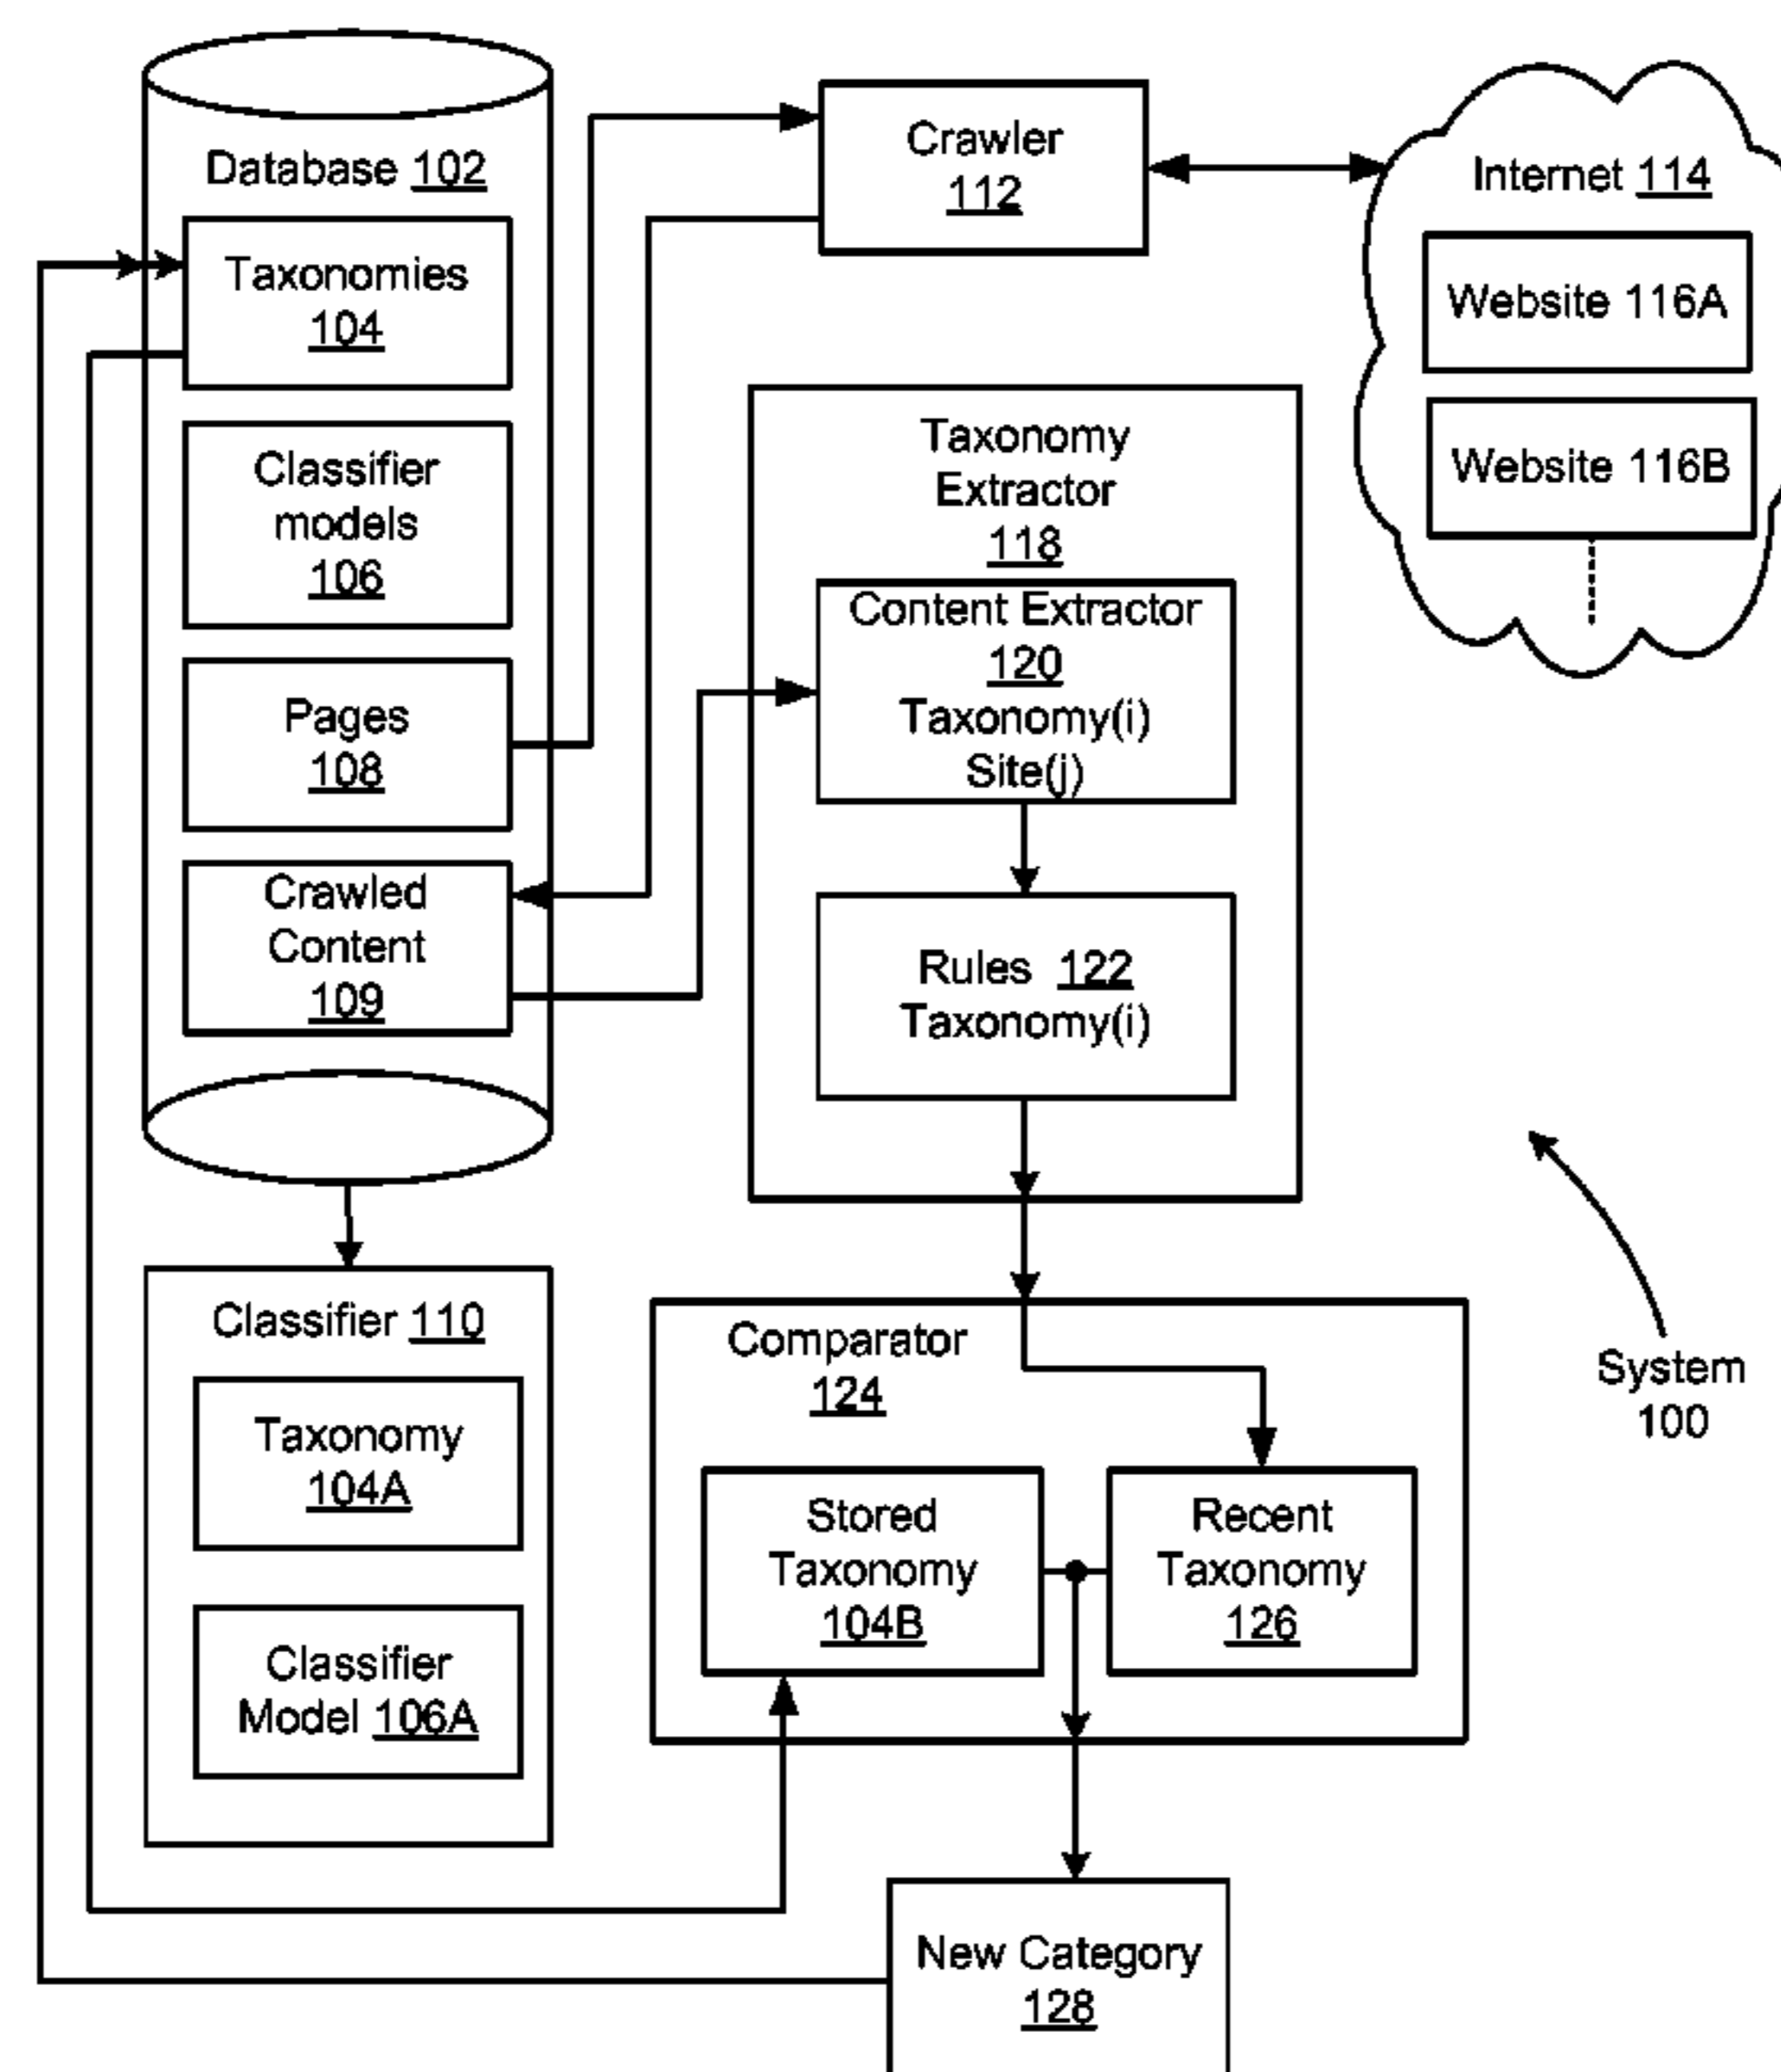 Database 102
Taxonomies
104
Classifier
models
106
Pages
108
Crawled
Content
109
Crawler
112
Internet 114
Website 116A
Website 116B
Taxonomy
Extractor
118
Content Extractor
120
Taxonomy(i)
Site(j)
Rules 122
Taxonomy(i)
Classifier 110
Taxonomy
104A
Classifier
Model 106A
Comparator
124
Stored
Taxonomy
104B
Recent
Taxonomy
126
System
100
New Category
128